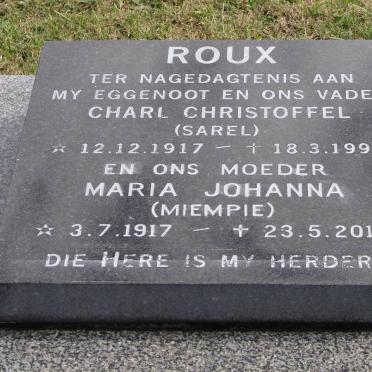 ROUX
TER NAGEDAGTENIS AAN
MY EGGENOOT EN ONS VADE
CHARL CHRISTOFFEL
(SAREL)
☆ 12.12.1917 — ✝ 18.3.199
EN ONS MOEDER
MARIA JOHANNA
(MIEMPIE)
☆ 3.7.1917 — ✝ 23.5.201
DIE HERE IS MY HERDER